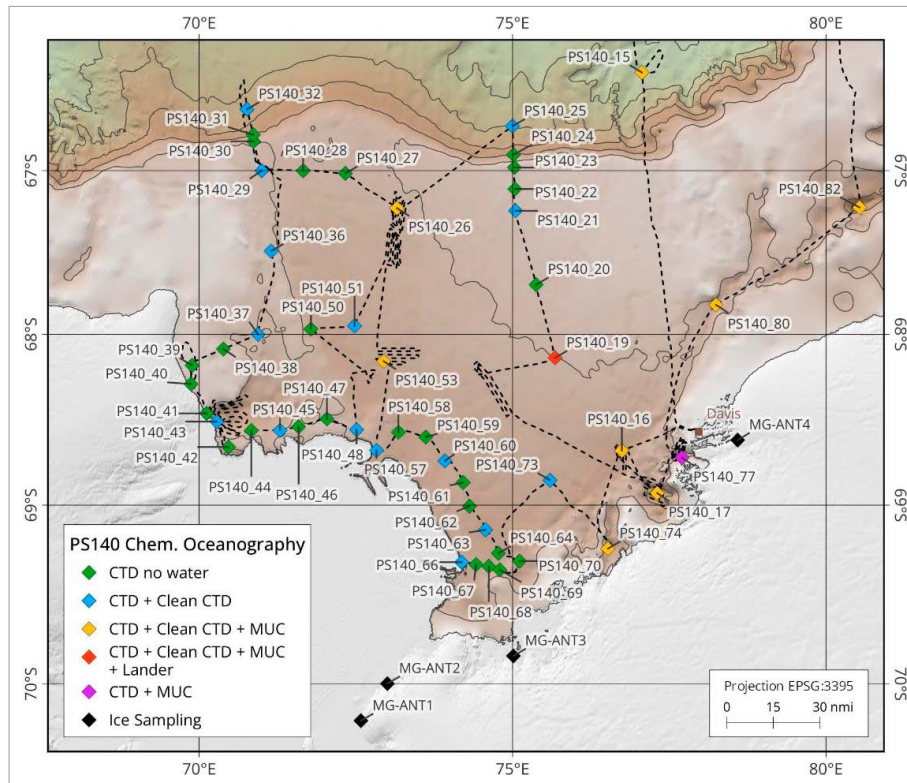 70°E
75°E
80°E
PS140_15
PS140_32
PS140_25
PS140_31
PS140_24
PS140_30
PS140_28
PS140_27
PS140_23
67°S
67°S
PS140_29
PS140_22
PS140_82
PS140_26
PS140_21
PS140_36
PS140_20
PS140_51
PS140_50
PS140_37
PS140_80
68°S
68°S
PS140_19
PS140_39
PS140_38
PS140_40
PS140_53
PS140_47
PS140_58
PS140_16
Davis
PS140_41
PS140_45
PS140_59
MG-ANT4
PS140_43
PS140_60
PS140_42
PS140_48
PS140_73
PS140_57
PS140_77
PS140_44
PS140_46
PS140_61
PS140_17
69°S
69°S
PS140_62
PS140_74
PS140_63
PS140_64
PS140_66
PS140_70
PS140_67
PS140_69
PS140_68
MG-ANT3
MG-ANT2
MG-ANT1
70°S
70°S
PS140 Chem. Oceanography
CTD no water
CTD + Clean CTD
CTD + Clean CTD + MUC
CTD + Clean CTD + MUC
+ Lander
CTD + MUC
Ice Sampling
Projection EPSG:3395
0 15 30 nmi
70°E
75°E
80°E